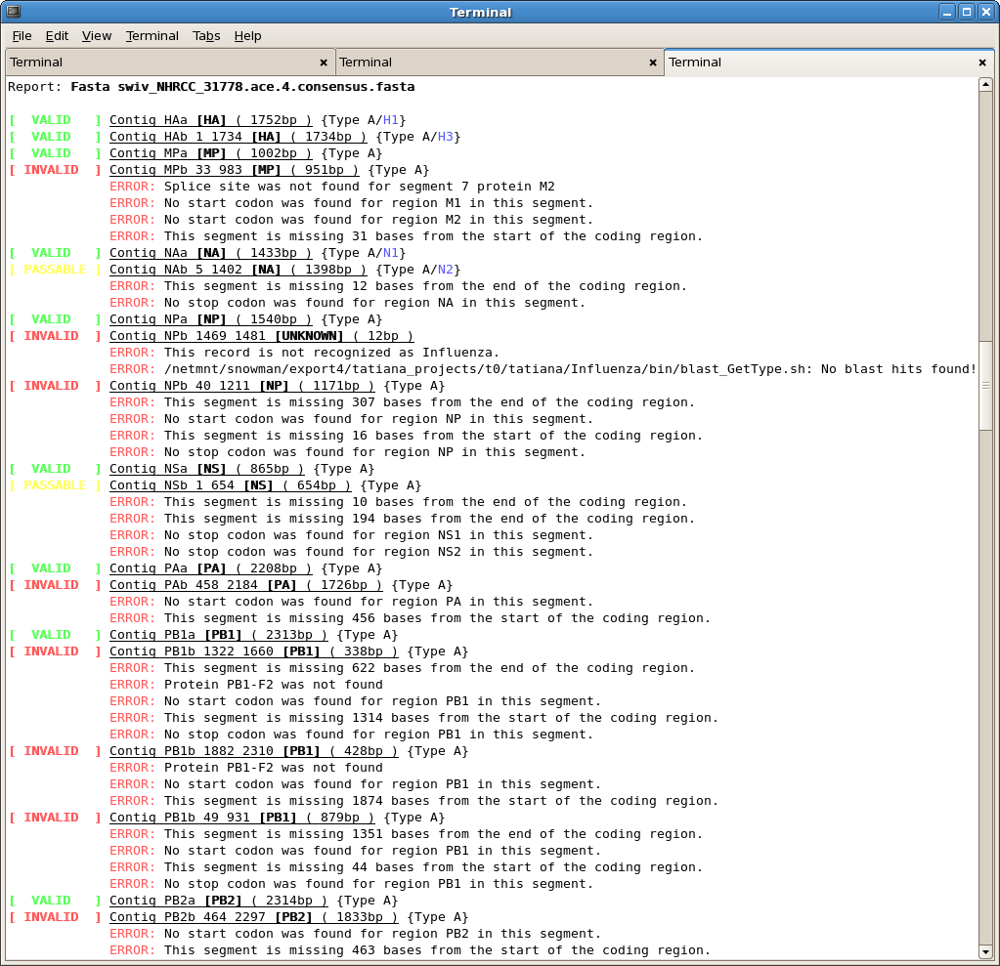 Terminal
File Edit View Terminal Tabs Help
Terminal Terminal Terminal
Report: Fasta swiv_NHRCC_31778.ace.4.consensus.fasta
[ VALID ] Contig HAa [HA] ( 1752bp ) {Type A/H1}
[ VALID ] Contig HAb 1 1734 [HA] ( 1734bp ) {Type A/H3}
[ VALID ] Contig MPa [MP] ( 1002bp ) {Type A}
[ INVALID ] Contig MPb 33 983 [MP] ( 951bp ) {Type A}
ERROR: Splice site was not found for segment 7 protein M2
ERROR: No start codon was found for region M1 in this segment.
ERROR: No start codon was found for region M2 in this segment.
ERROR: This segment is missing 31 bases from the start of the coding region.
[ VALID ] Contig NAa [NA] ( 1433bp ) {Type A/N1}
[ PASSABLE ] Contig NAb 5 1402 [NA] ( 1398bp ) {Type A/N2}
ERROR: This segment is missing 12 bases from the end of the coding region.
ERROR: No stop codon was found for region NA in this segment.
[ VALID ] Contig NPa [NP] ( 1540bp ) {Type A}
[ INVALID ] Contig NPb 1469 1481 [UNKNOWN] ( 12bp )
ERROR: This record is not recognized as Influenza.
ERROR: /netmnt/snowman/export4/tatiana_projects/t0/tatiana/Influenza/bin/blast_GetType.sh: No blast hits found!
[ INVALID ] Contig NPb 40 1211 [NP] ( 1171bp ) {Type A}
ERROR: This segment is missing 307 bases from the end of the coding region.
ERROR: No start codon was found for region NP in this segment.
ERROR: This segment is missing 16 bases from the start of the coding region.
ERROR: No stop codon was found for region NP in this segment.
[ VALID ] Contig NSa [NS] ( 865bp ) {Type A}
[ PASSABLE ] Contig NSb 1 654 [NS] ( 654bp ) {Type A}
ERROR: This segment is missing 10 bases from the end of the coding region.
ERROR: This segment is missing 194 bases from the end of the coding region.
ERROR: No stop codon was found for region NS1 in this segment.
ERROR: No stop codon was found for region NS2 in this segment.
[ VALID ] Contig PAa [PA] ( 2208bp ) {Type A}
[ INVALID ] Contig PAb 458 2184 [PA] ( 1726bp ) {Type A}
ERROR: No start codon was found for region PA in this segment.
ERROR: This segment is missing 456 bases from the start of the coding region.
[ VALID ] Contig PB1a [PB1] ( 2313bp ) {Type A}
[ INVALID ] Contig PB1b 1322 1660 [PB1] ( 338bp ) {Type A}
ERROR: This segment is missing 622 bases from the end of the coding region.
ERROR: Protein PB1-F2 was not found
ERROR: No start codon was found for region PB1 in this segment.
ERROR: This segment is missing 1314 bases from the start of the coding region.
ERROR: No stop codon was found for region PB1 in this segment.
[ INVALID ] Contig PB1b 1882 2310 [PB1] ( 428bp ) {Type A}
ERROR: Protein PB1-F2 was not found
ERROR: No start codon was found for region PB1 in this segment.
ERROR: This segment is missing 1874 bases from the start of the coding region.
[ INVALID ] Contig PB1b 49 931 [PB1] ( 879bp ) {Type A}
ERROR: This segment is missing 1351 bases from the end of the coding region.
ERROR: No start codon was found for region PB1 in this segment.
ERROR: This segment is missing 44 bases from the start of the coding region.
ERROR: No stop codon was found for region PB1 in this segment.
[ VALID ] Contig PB2a [PB2] ( 2314bp ) {Type A}
[ INVALID ] Contig PB2b 464 2297 [PB2] ( 1833bp ) {Type A}
ERROR: No start codon was found for region PB2 in this segment.
ERROR: This segment is missing 463 bases from the start of the coding region.